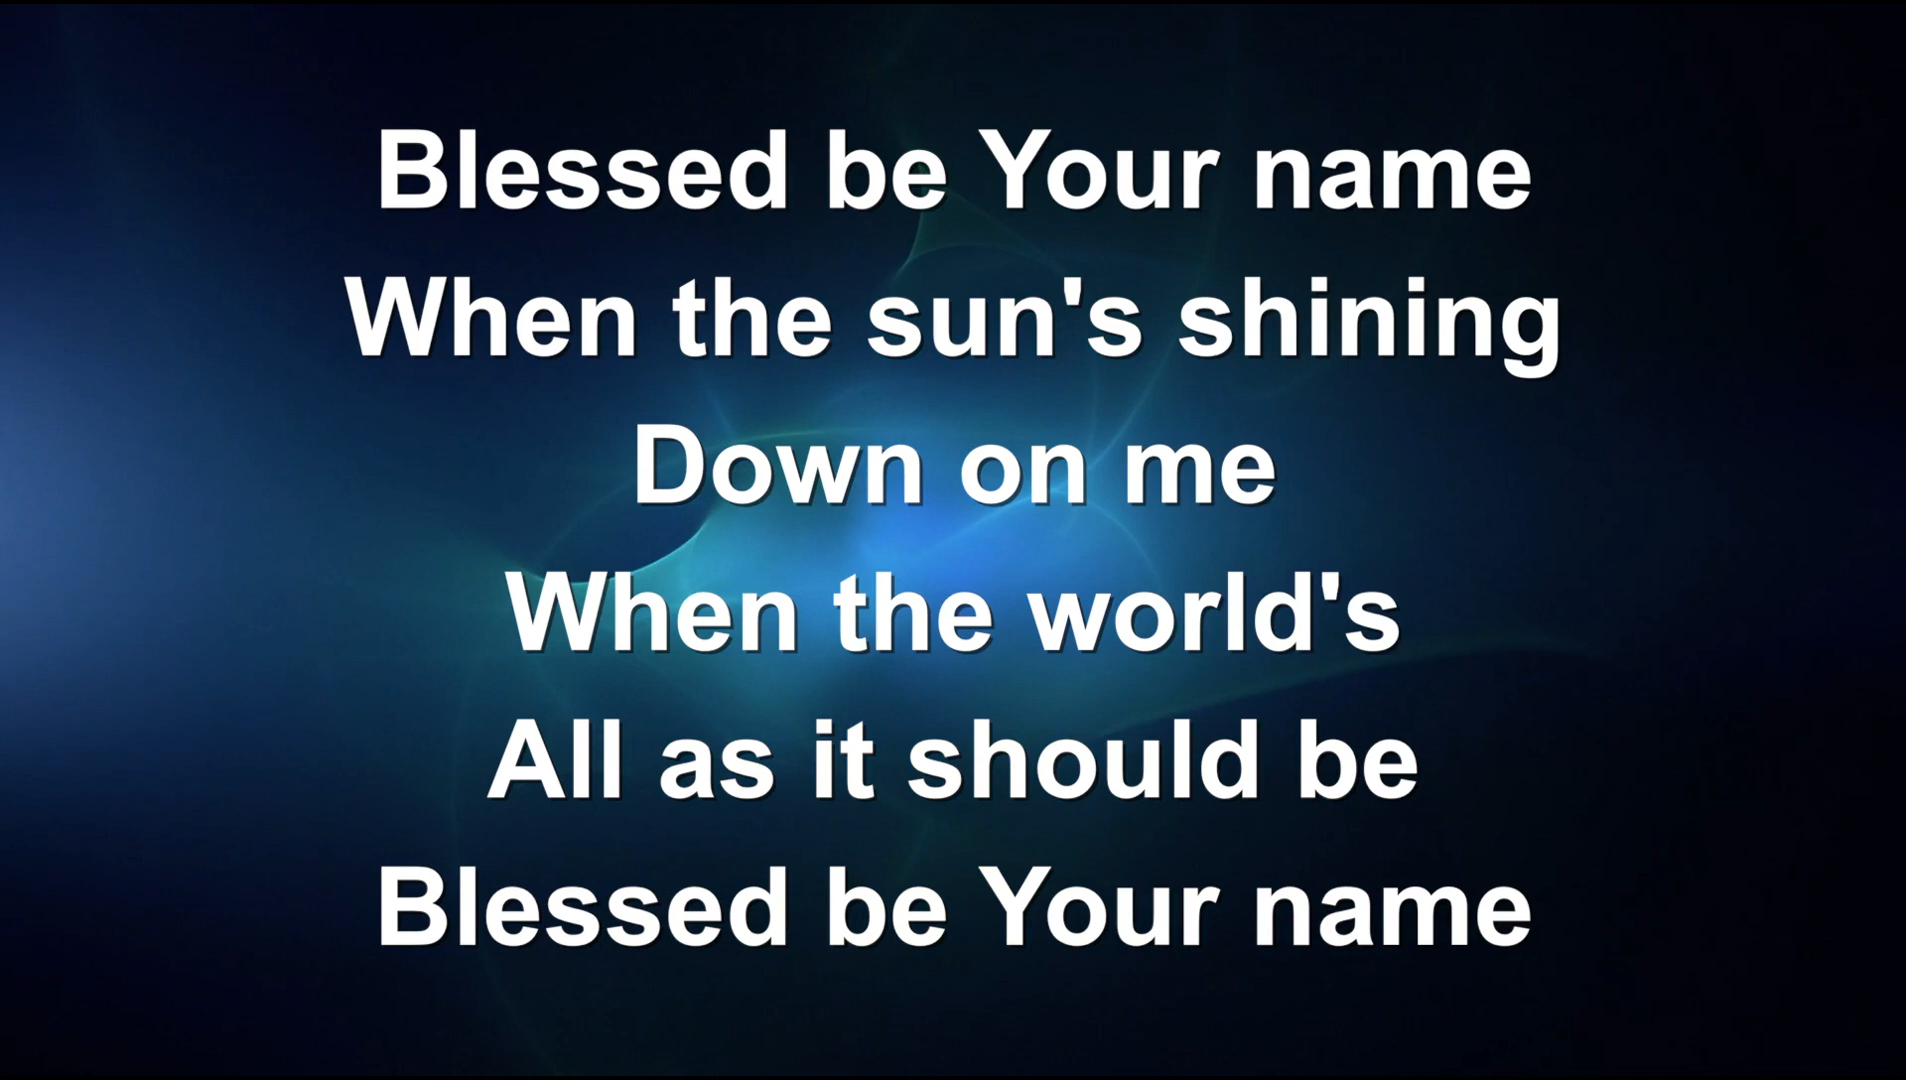 Blessed be Your name
When the sun's shining
Down on me
When the world's
All as it should be
Blessed be Your name